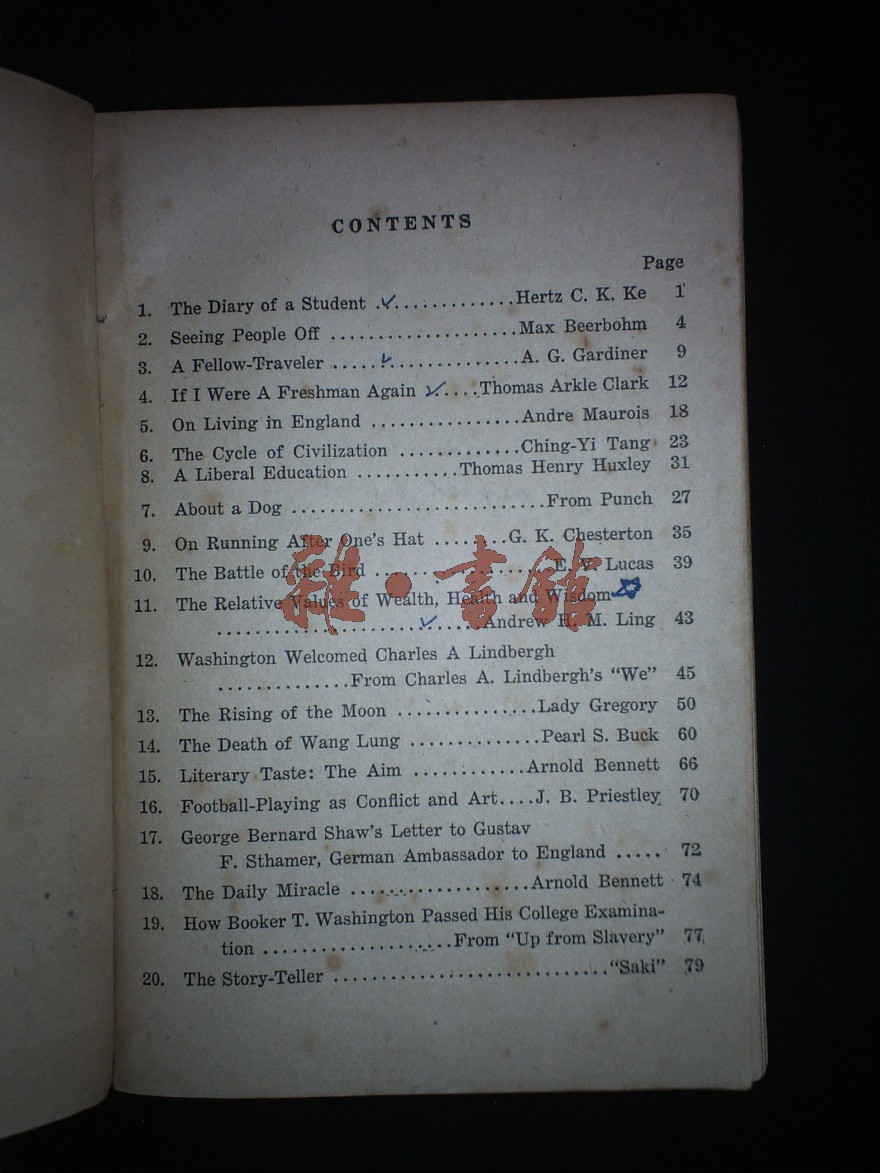 CONTENTS
Page
1. The Diary of a Student .............. Hertz C. K. Ke 1
2. Seeing People Off ................... Max Beerbohm 4
3. A Fellow-Traveler ................... A. G. Gardiner 9
4. If I Were A Freshman Again ...... Thomas Arkle Clark 12
5. On Living in England ................ Andre Maurois 18
6. The Cycle of Civilization ............ Ching-Yi Tang 23
8. A Liberal Education ........... Thomas Henry Huxley 31
7. About a Dog .......................... From Punch 27
9. On Running After One's Hat ........ G. K. Chesterton 35
10. The Battle of the Bird .................. E. V. Lucas 39
11. The Relative Values of Wealth, Health and Wisdom
........................... Andrew H. M. Ling 43
12. Washington Welcomed Charles A Lindbergh
.............. From Charles A. Lindbergh's "We" 45
13. The Rising of the Moon .............. Lady Gregory 50
14. The Death of Wang Lung .............. Pearl S. Buck 60
15. Literary Taste: The Aim ............ Arnold Bennett 66
16. Football-Playing as Conflict and Art.... J. B. Priestley 70
17. George Bernard Shaw's Letter to Gustav
F. Sthamer, German Ambassador to England ..... 72
18. The Daily Miracle ................... Arnold Bennett 74
19. How Booker T. Washington Passed His College Examina-
tion .................... From "Up from Slavery" 77
20. The Story-Teller ............................ "Saki" 79
雜·書館